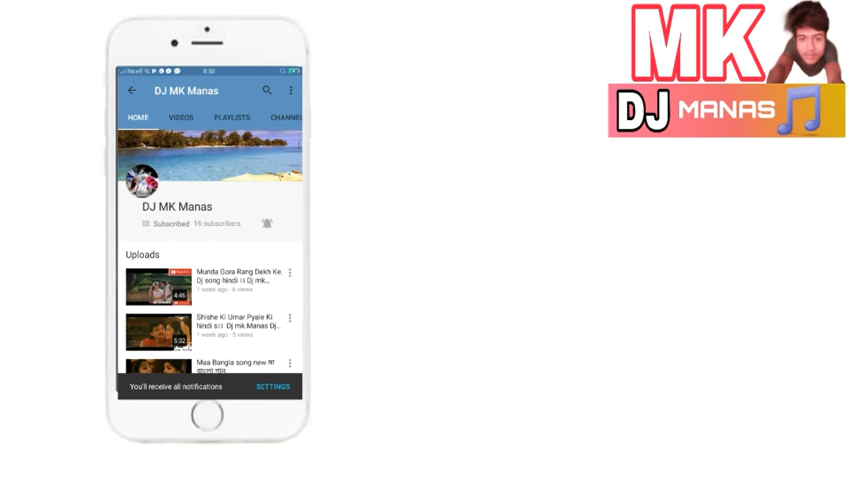 MK
DJ MANAS
Ncell 8:50
DJ MK Manas
HOME VIDEOS PLAYLISTS CHANNEL
DJ MK Manas
Subscribed 16 subscribers
Uploads
Munda Gora Rang Dekh Ke.
Dj song hindi ।। Dj mk...
1 week ago · 6 views
4:46
Shishe Ki Umar Pyale Ki
hindi s।। Dj mk Manas Dj...
1 week ago · 5 views
5:32
Maa Bangla song new মা
বাংলা গান
You'll receive all notifications SETTINGS